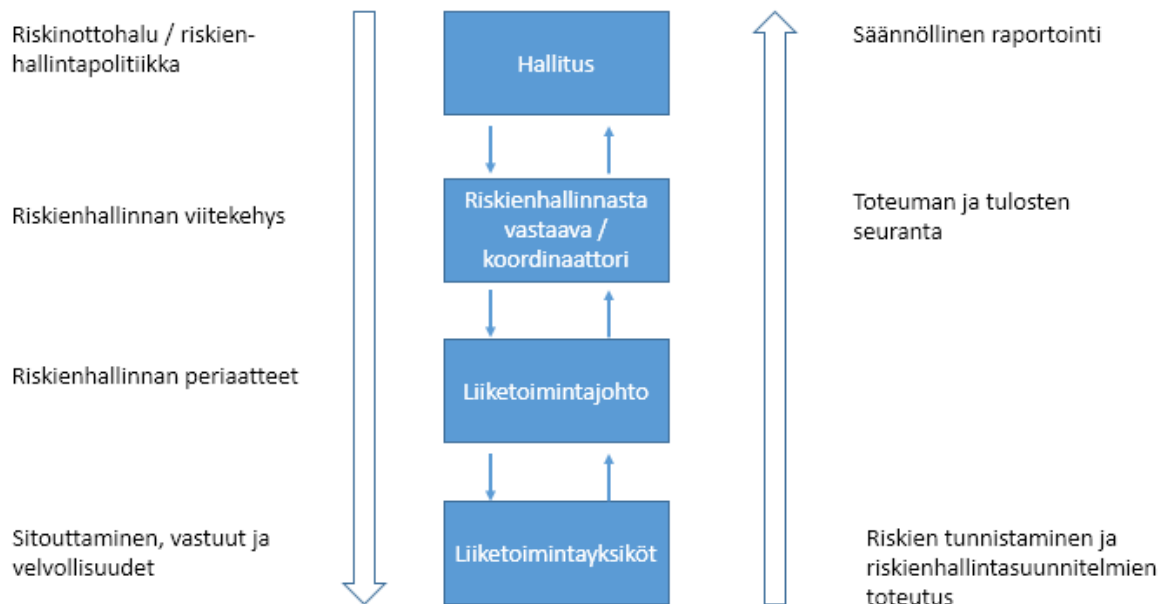 Riskinottohalu / riskien-
hallintapolitiikka
Hallitus
Säännöllinen raportointi
Riskienhallinnan viitekehys
Riskienhallinnasta
vastaava /
koordinaattori
Toteuman ja tulosten
seuranta
Riskienhallinnan periaatteet
Liiketoimintajohto
Sitouttaminen, vastuut ja
velvollisuudet
Liiketoimintayksiköt
Riskien tunnistaminen ja
riskienhallintasuunnitelmien
toteutus